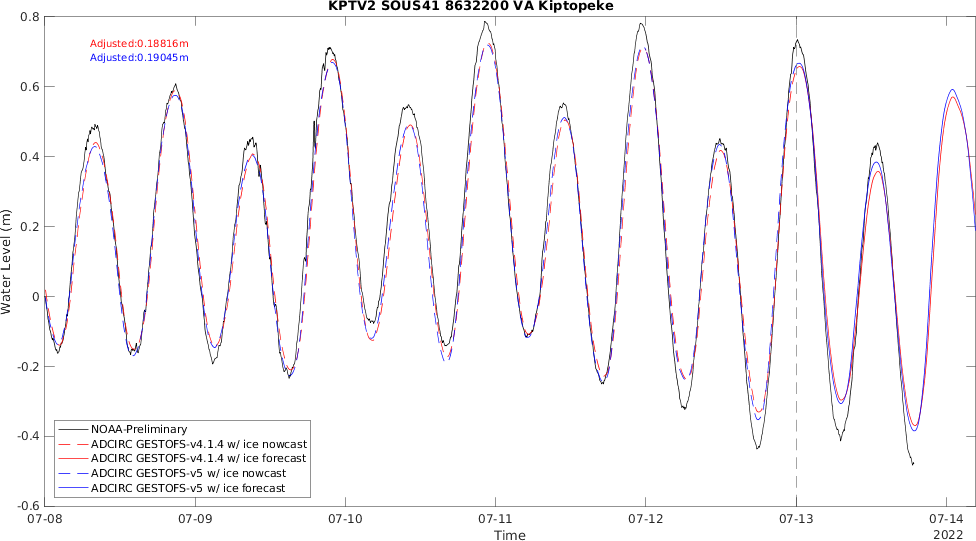 KPTV2 SOUS41 8632200 VA Kiptopeke
Adjusted:0.18816m
Adjusted:0.19045m
0.8
0.6
0.4
0.2
0
-0.2
-0.4
-0.6
Water Level (m)
NOAA-Preliminary
ADCIRC GESTOFS-v4.1.4 w/ ice nowcast
ADCIRC GESTOFS-v4.1.4 w/ ice forecast
ADCIRC GESTOFS-v5 w/ ice nowcast
ADCIRC GESTOFS-v5 w/ ice forecast
07-08 07-09 07-10 07-11 07-12 07-13 07-14
Time
2022